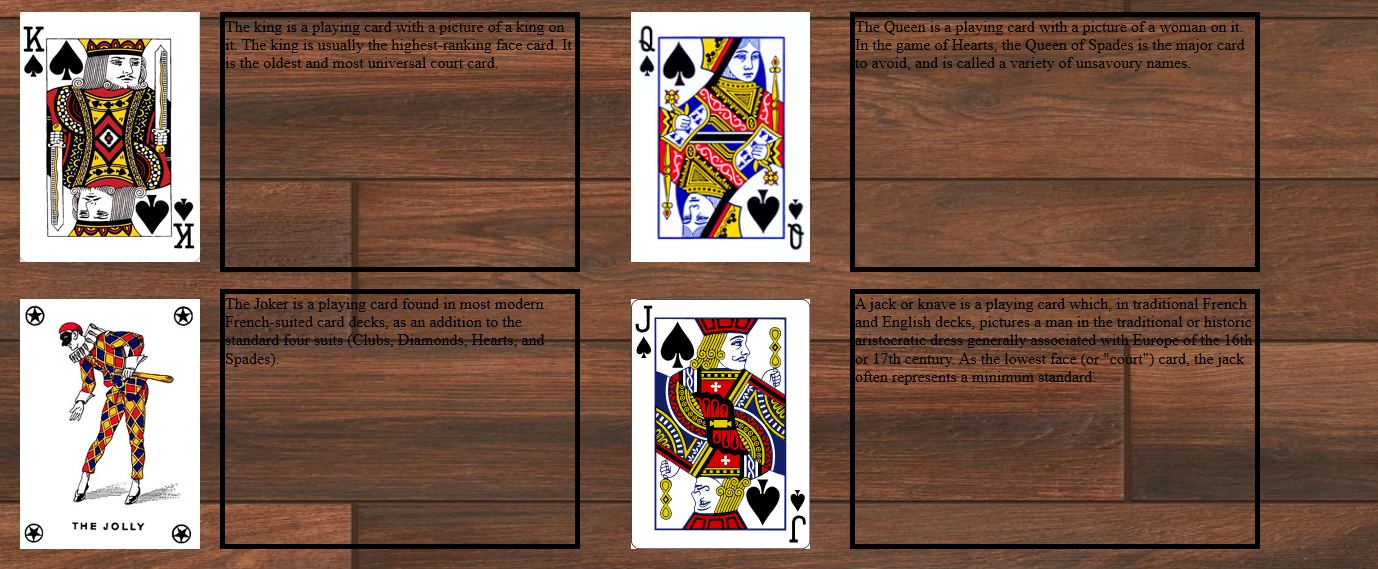 K
The king is a playing card with a picture of a king on
it. The king is usually the highest-ranking face card. It
is the oldest and most universal court card.
K
Q
The Queen is a playing card with a picture of a woman on it.
In the game of Hearts, the Queen of Spades is the major card
to avoid, and is called a variety of unsavoury names.
Q
The Joker is a playing card found in most modern
French-suited card decks, as an addition to the
standard four suits (Clubs, Diamonds, Hearts, and
Spades).
THE JOLLY
J
A jack or knave is a playing card which, in traditional French
and English decks, pictures a man in the traditional or historic
aristocratic dress generally associated with Europe of the 16th
or 17th century. As the lowest face (or "court") card, the jack
often represents a minimum standard.
J